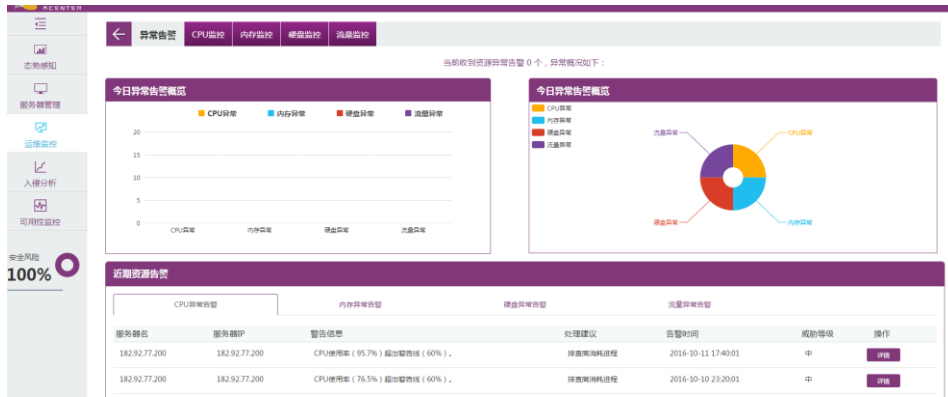 ACENTER
异常告警 CPU监控 内存监控 硬盘监控 流量监控
态势感知
服务器管理
运维监控
入侵分析
可用性监控
安全风险
100%
当前收到资源异常告警 0 个，异常概况如下：
今日异常告警概览
CPU异常 内存异常 硬盘异常 流量异常
20
15
10
5
0
CPU异常 内存异常 硬盘异常 流量异常
今日异常告警概览
CPU异常
内存异常
硬盘异常
流量异常
流量异常 CPU异常
硬盘异常 内存异常
近期资源告警
CPU异常告警 内存异常告警 硬盘异常告警 流量异常告警
服务器名 服务器IP 警告信息 处理建议 告警时间 威胁等级 操作
182.92.77.200 182.92.77.200 CPU使用率（95.7%）超出警告线（60%）。 排查高消耗进程 2016-10-11 17:40:01 中 详情
182.92.77.200 182.92.77.200 CPU使用率（76.5%）超出警告线（60%）。 排查高消耗进程 2016-10-10 23:20:01 中 详情